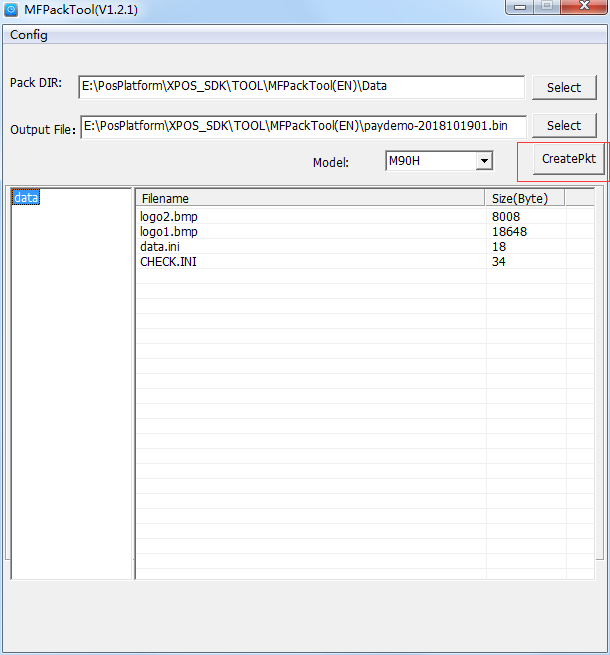 MFPackTool(V1.2.1)
Config
Pack DIR: E:\PosPlatform\XPOS_SDK\TOOL\MFPackTool(EN)\Data Select
Output File: E:\PosPlatform\XPOS_SDK\TOOL\MFPackTool(EN)\paydemo-2018101901.bin Select
Model: M90H CreatePkt
data
Filename Size(Byte)
logo2.bmp 8008
logo1.bmp 18648
data.ini 18
CHECK.INI 34